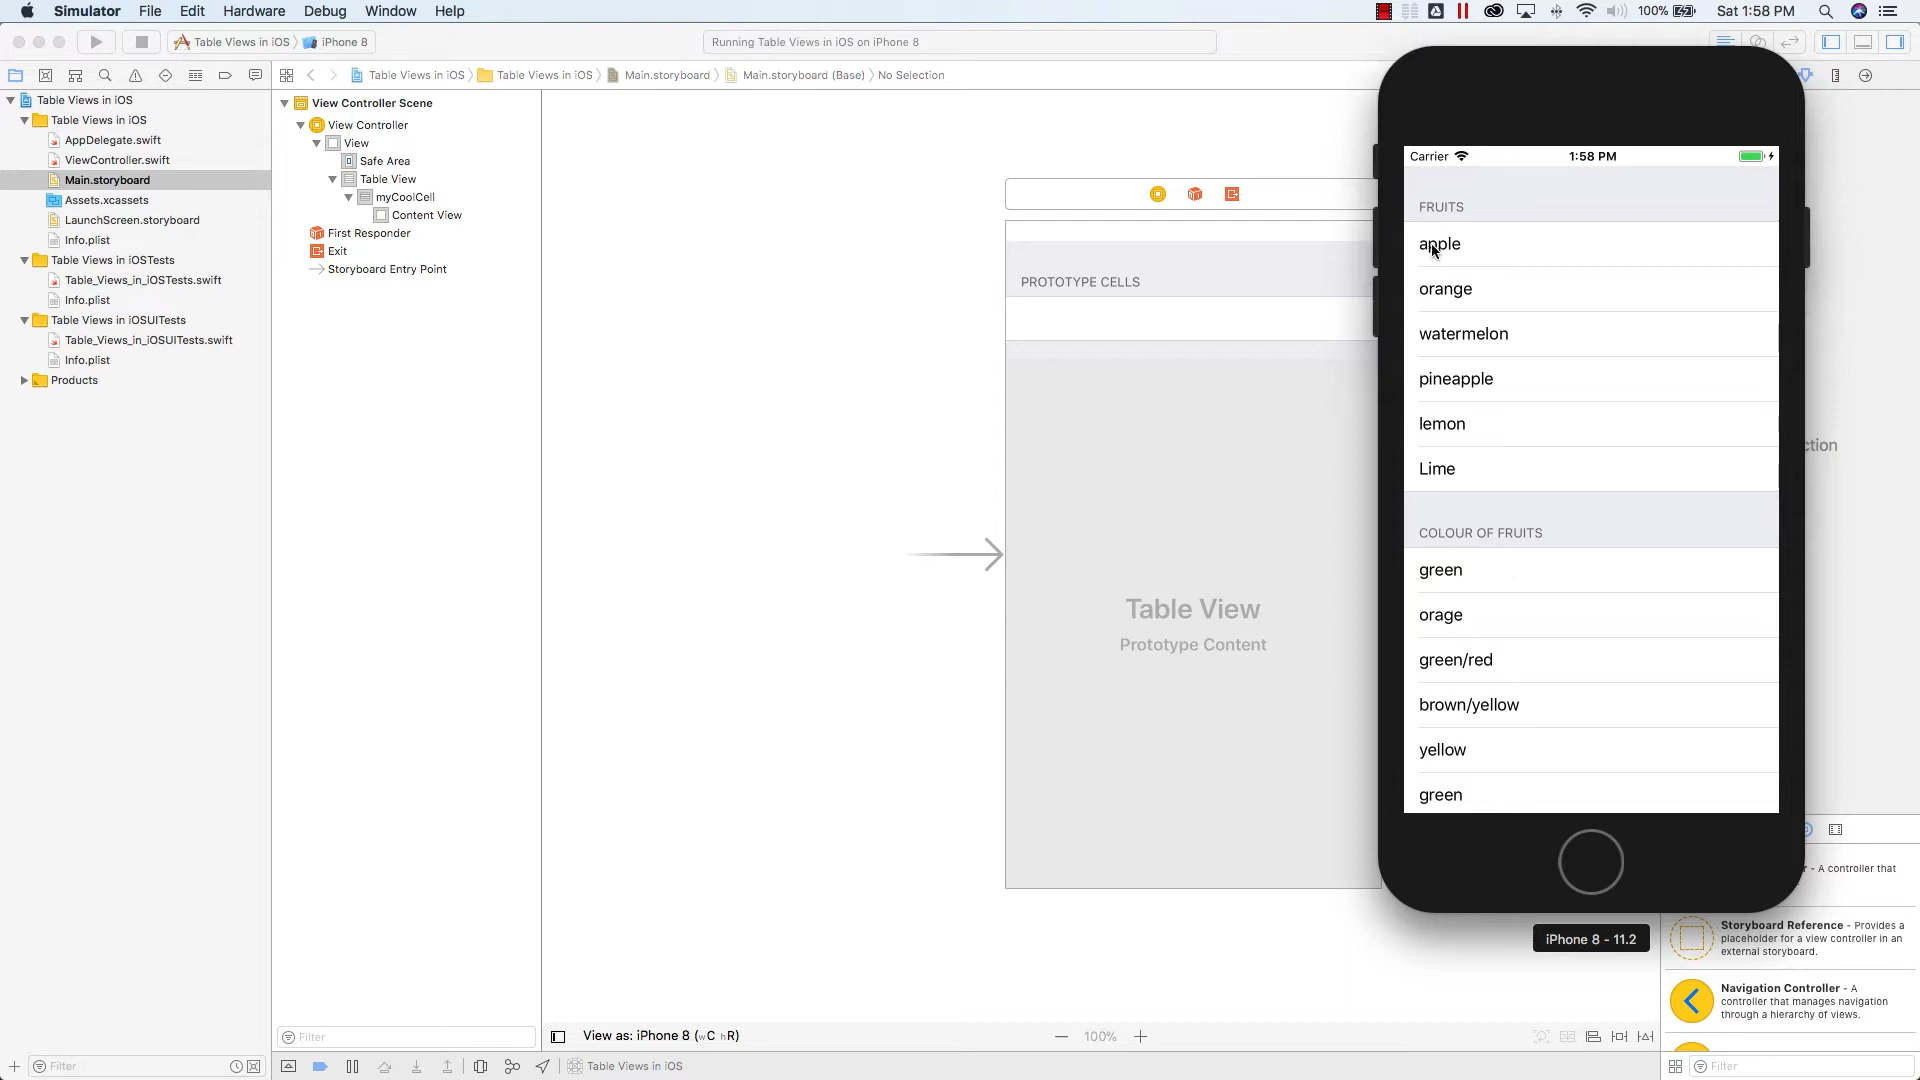 Simulator File Edit Hardware Debug Window Help 100% Sat 1:58 PM
Table Views in iOS iPhone 8 Running Table Views in iOS on iPhone 8
Table Views in iOS Table Views in iOS Main.storyboard Main.storyboard (Base) No Selection
Table Views in iOS
Table Views in iOS
AppDelegate.swift
ViewController.swift
Main.storyboard
Assets.xcassets
LaunchScreen.storyboard
Info.plist
Table Views in iOSTests
Table_Views_in_iOSTests.swift
Info.plist
Table Views in iOSUITests
Table_Views_in_iOSUITests.swift
Info.plist
Products
Filter
View Controller Scene
View Controller
View
Safe Area
Table View
myCoolCell
Content View
First Responder
Exit
Storyboard Entry Point
Filter
PROTOTYPE CELLS
Table View
Prototype Content
View as: iPhone 8 (wC hR)
100%
Table Views in iOS
Carrier 1:58 PM
FRUITS
apple
orange
watermelon
pineapple
lemon
Lime
COLOUR OF FRUITS
green
orage
green/red
brown/yellow
yellow
green
iPhone 8 - 11.2
ction
r - A controller that
Storyboard Reference - Provides a
placeholder for a view controller in an
external storyboard.
Navigation Controller - A
controller that manages navigation
through a hierarchy of views.
Filter